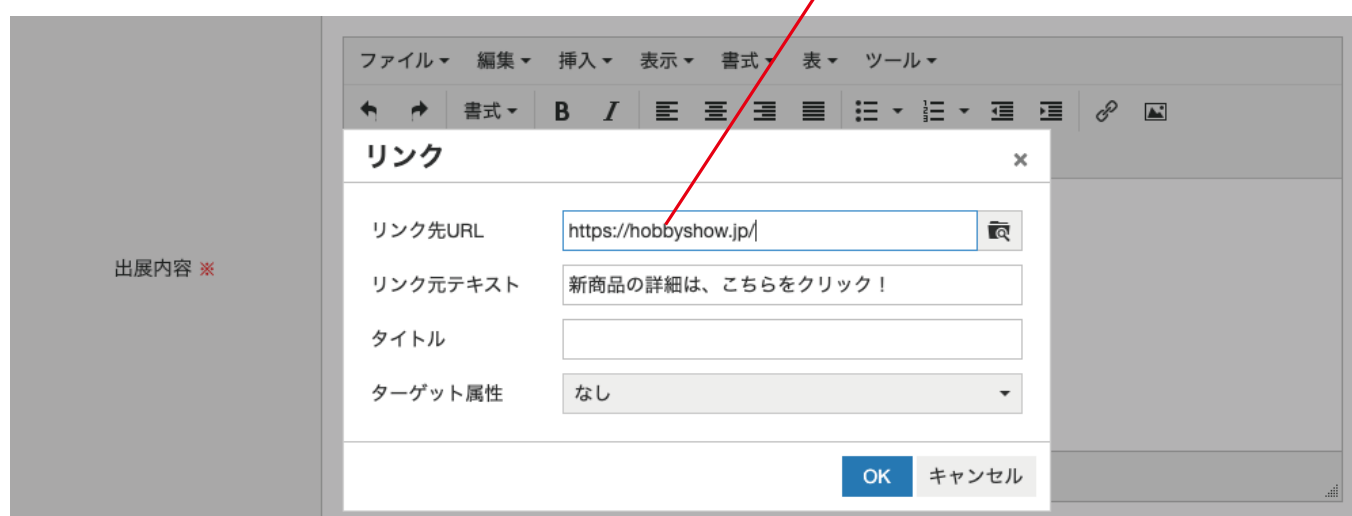 ファイル 編集 挿入 表示 書式 表 ツール
書式 B I
リンク ×
リンク先URL https://hobbyshow.jp/
出展内容 ※
リンク元テキスト 新商品の詳細は、こちらをクリック！
タイトル
ターゲット属性 なし
OK キャンセル